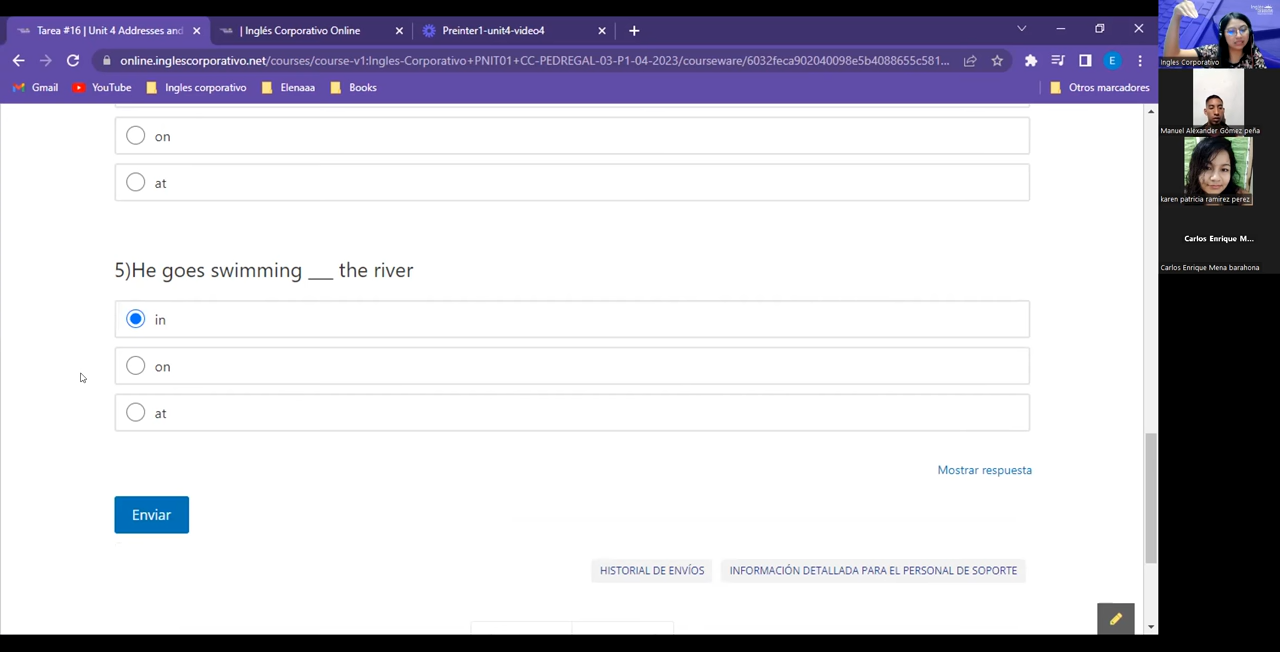 Tarea #16 | Unit 4 Addresses and
| Inglés Corporativo Online
Preinter1-unit4-video4
online.inglescorporativo.net/courses/course-v1:Ingles-Corporativo+PNIT01+CC-PEDREGAL-03-P1-04-2023/courseware/6032feca902040098e5b4088655c581...
E
Gmail
YouTube
Ingles corporativo
Elenaaa
Books
Otros marcadores
on
at
5)He goes swimming ___ the river
in
on
at
Mostrar respuesta
Enviar
HISTORIAL DE ENVÍOS
INFORMACIÓN DETALLADA PARA EL PERSONAL DE SOPORTE
Ingles Corporativo
Manuel Alexander Gómez peña
karen patricia ramirez perez
Carlos Enrique M...
Carlos Enrique Mena barahona